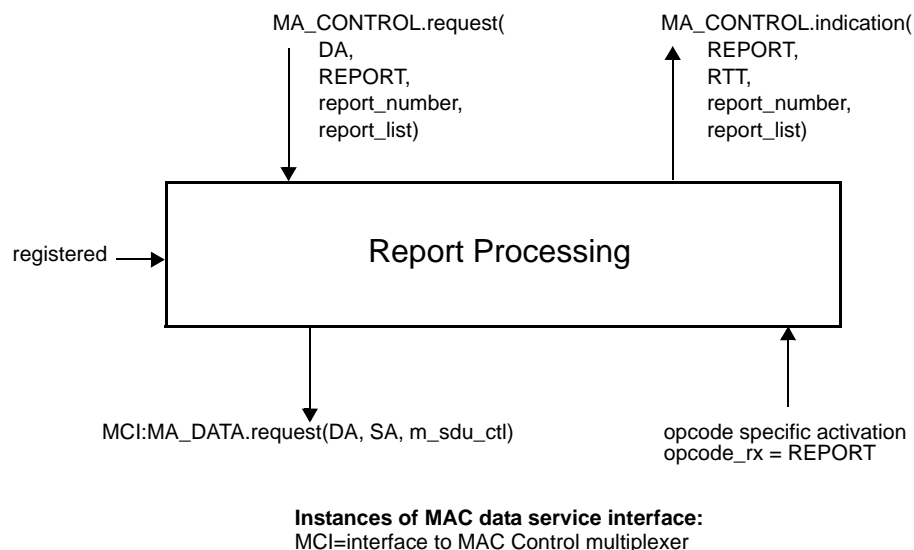 MA_CONTROL.request(
DA,
REPORT,
report_number,
report_list)
MA_CONTROL.indication(
REPORT,
RTT,
report_number,
report_list)
registered
Report Processing
MCI:MA_DATA.request(DA, SA, m_sdu_ctl)
opcode specific activation
opcode_rx = REPORT
Instances of MAC data service interface:
MCI=interface to MAC Control multiplexer